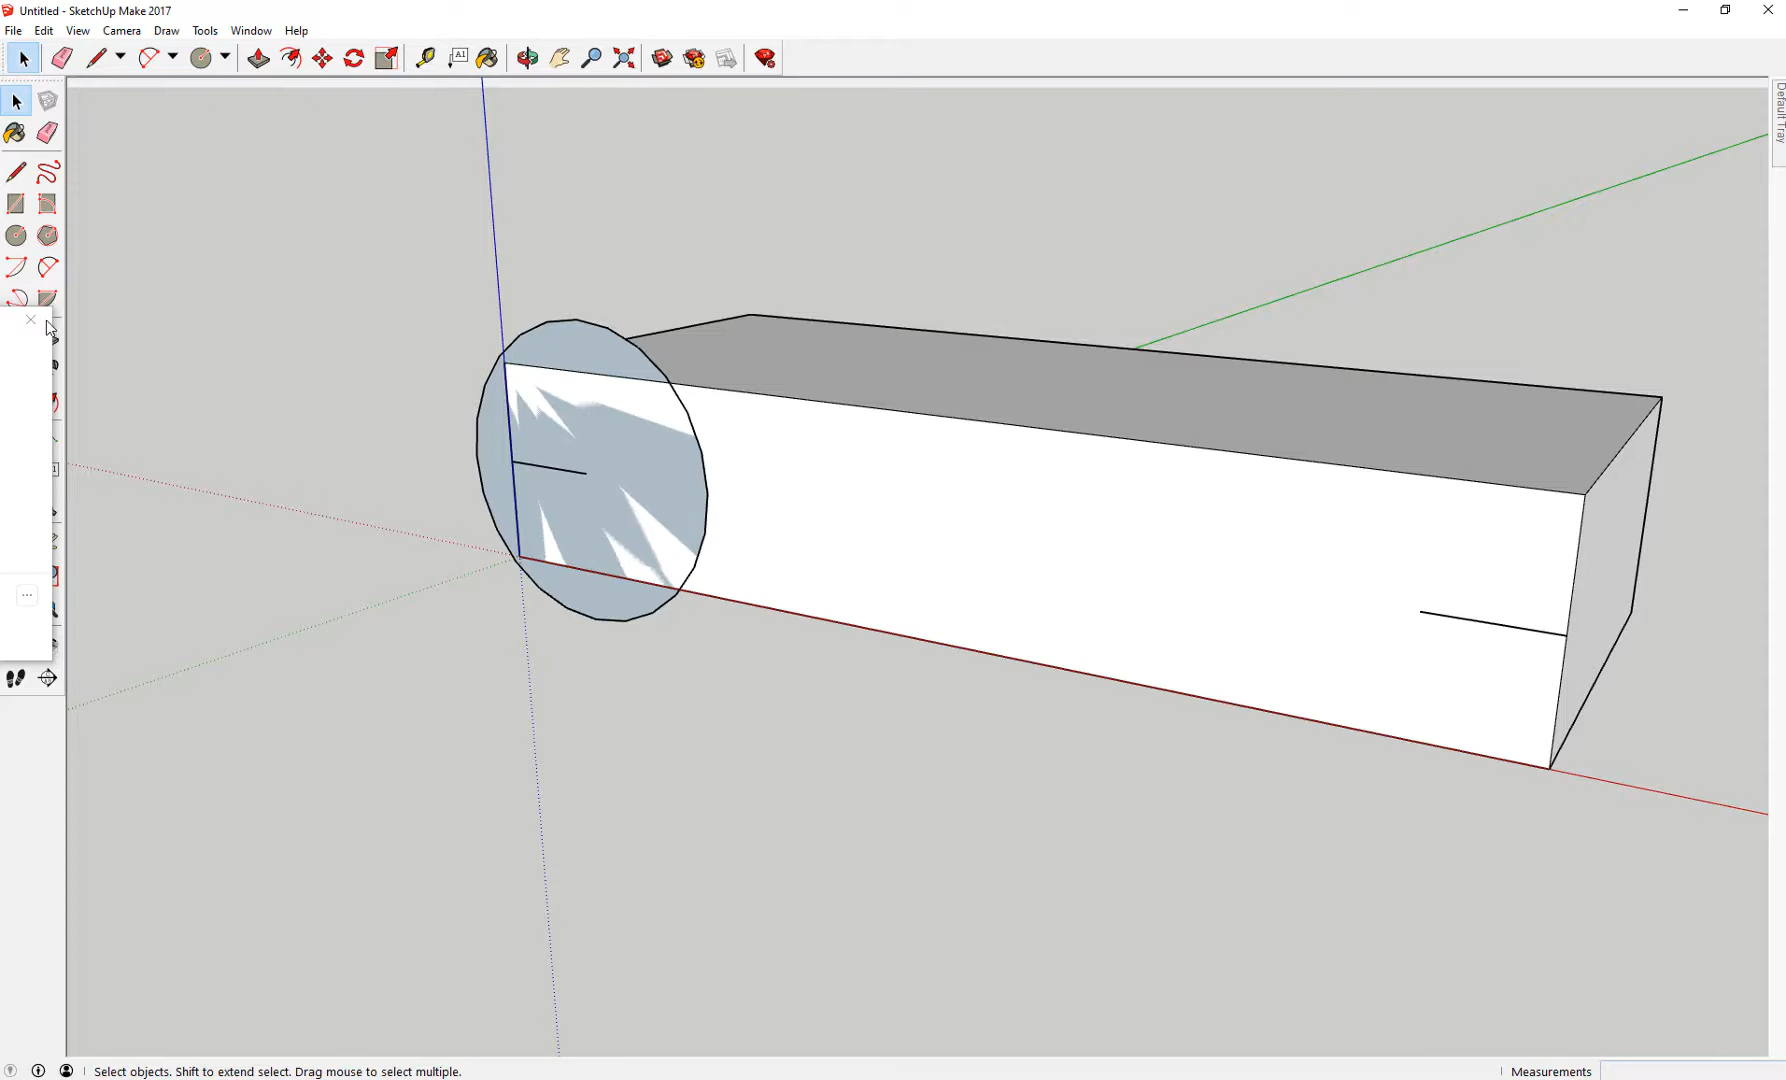 Untitled - SketchUp Make 2017
File Edit View Camera Draw Tools Window Help
A1
Default Tray
...
Select objects. Shift to extend select. Drag mouse to select multiple.
Measurements